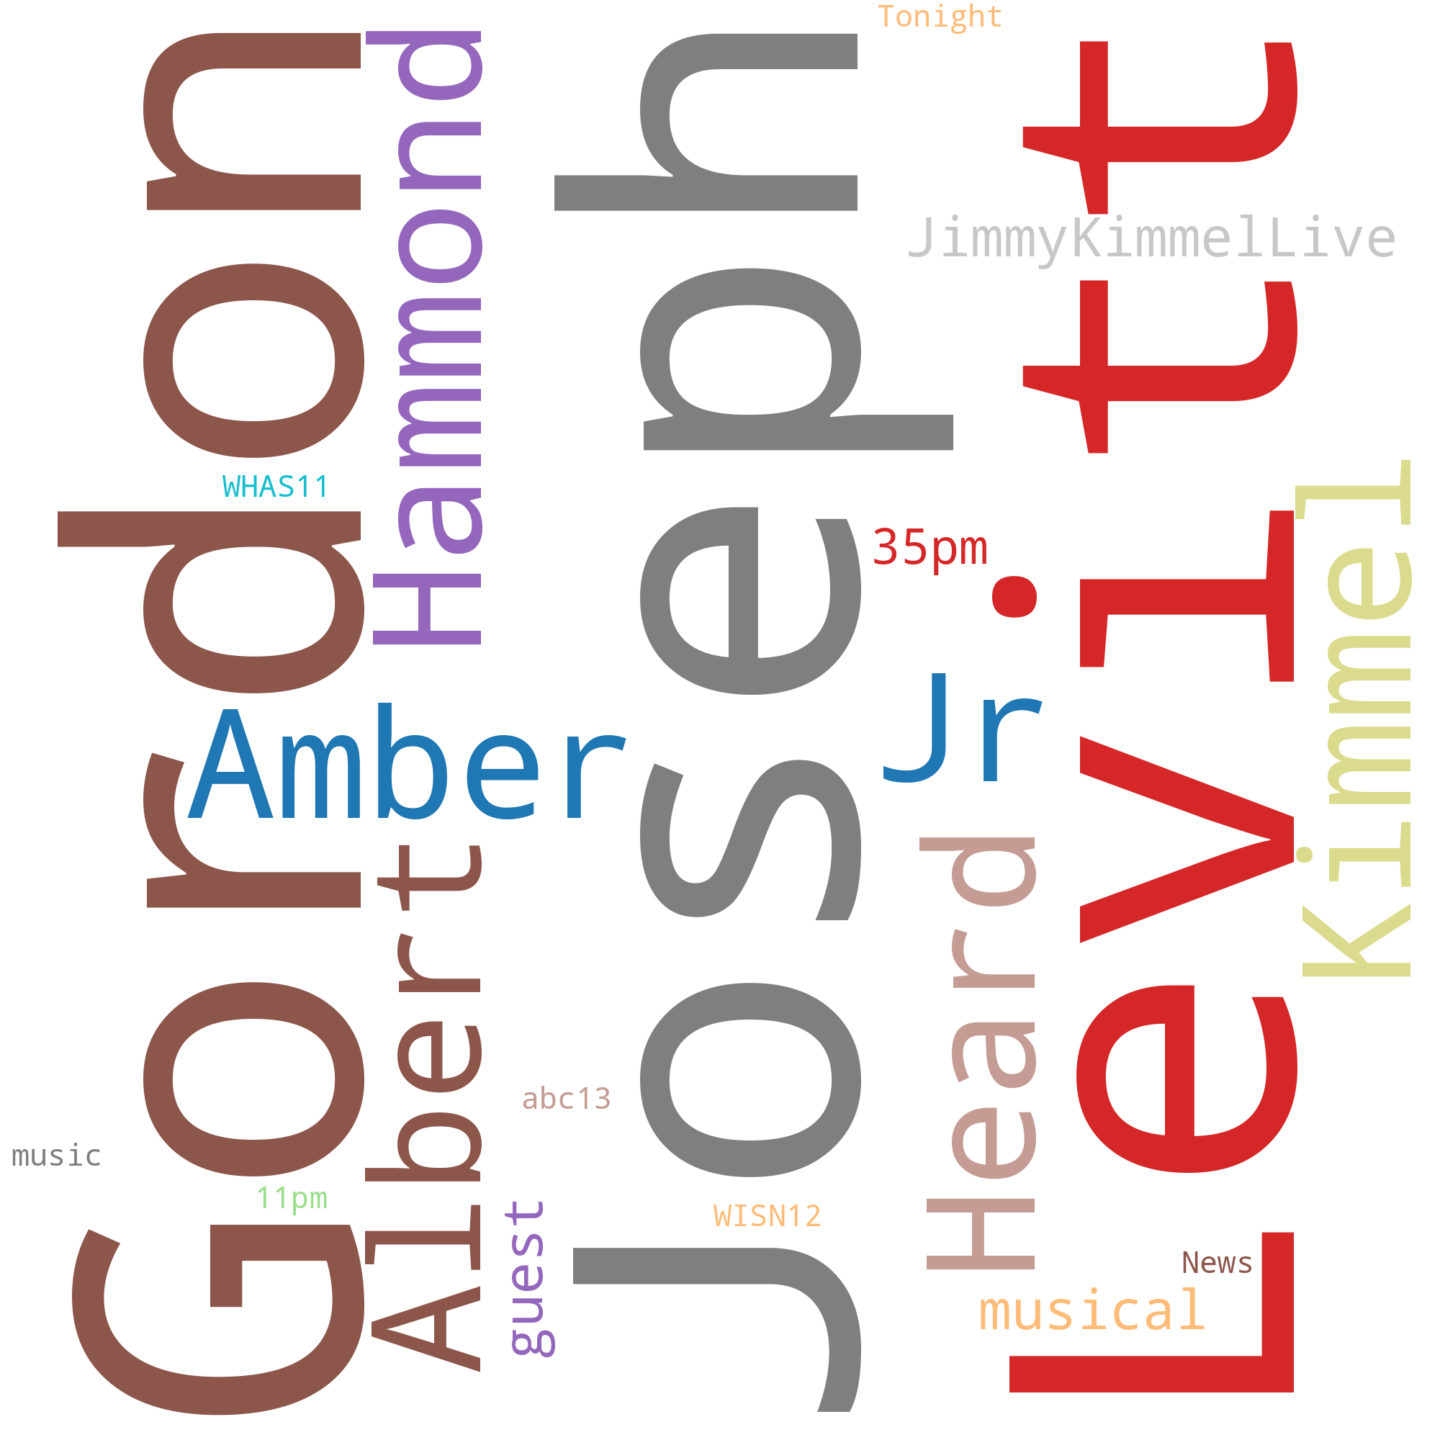 Tonight
Gordon
Hammond
Joseph
Levitt
JimmyKimmelLive
WHAS11
35pm
Kimmel
Amber
Jr
Albert
Heard
abc13
music
11pm
guest
WISN12
News
musical